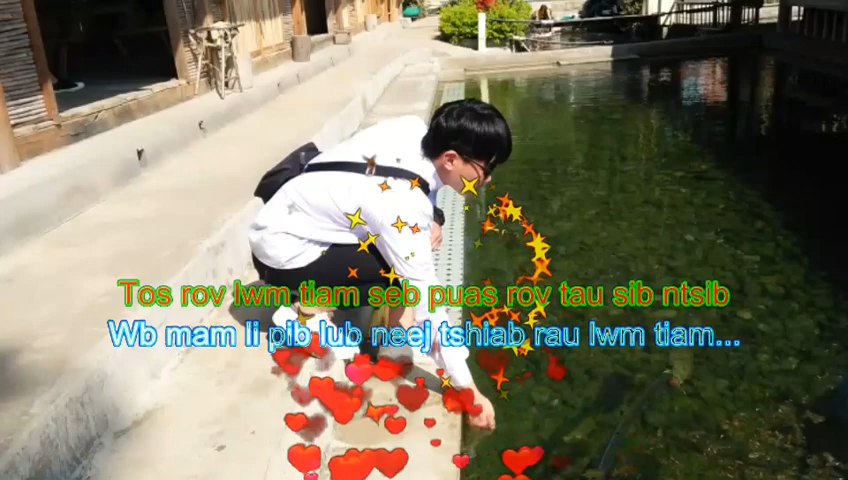 Tos rov lwm tiam seb puas rov tau sib ntsib
Wb mam li pib lub neej tshiab rau lwm tiam...